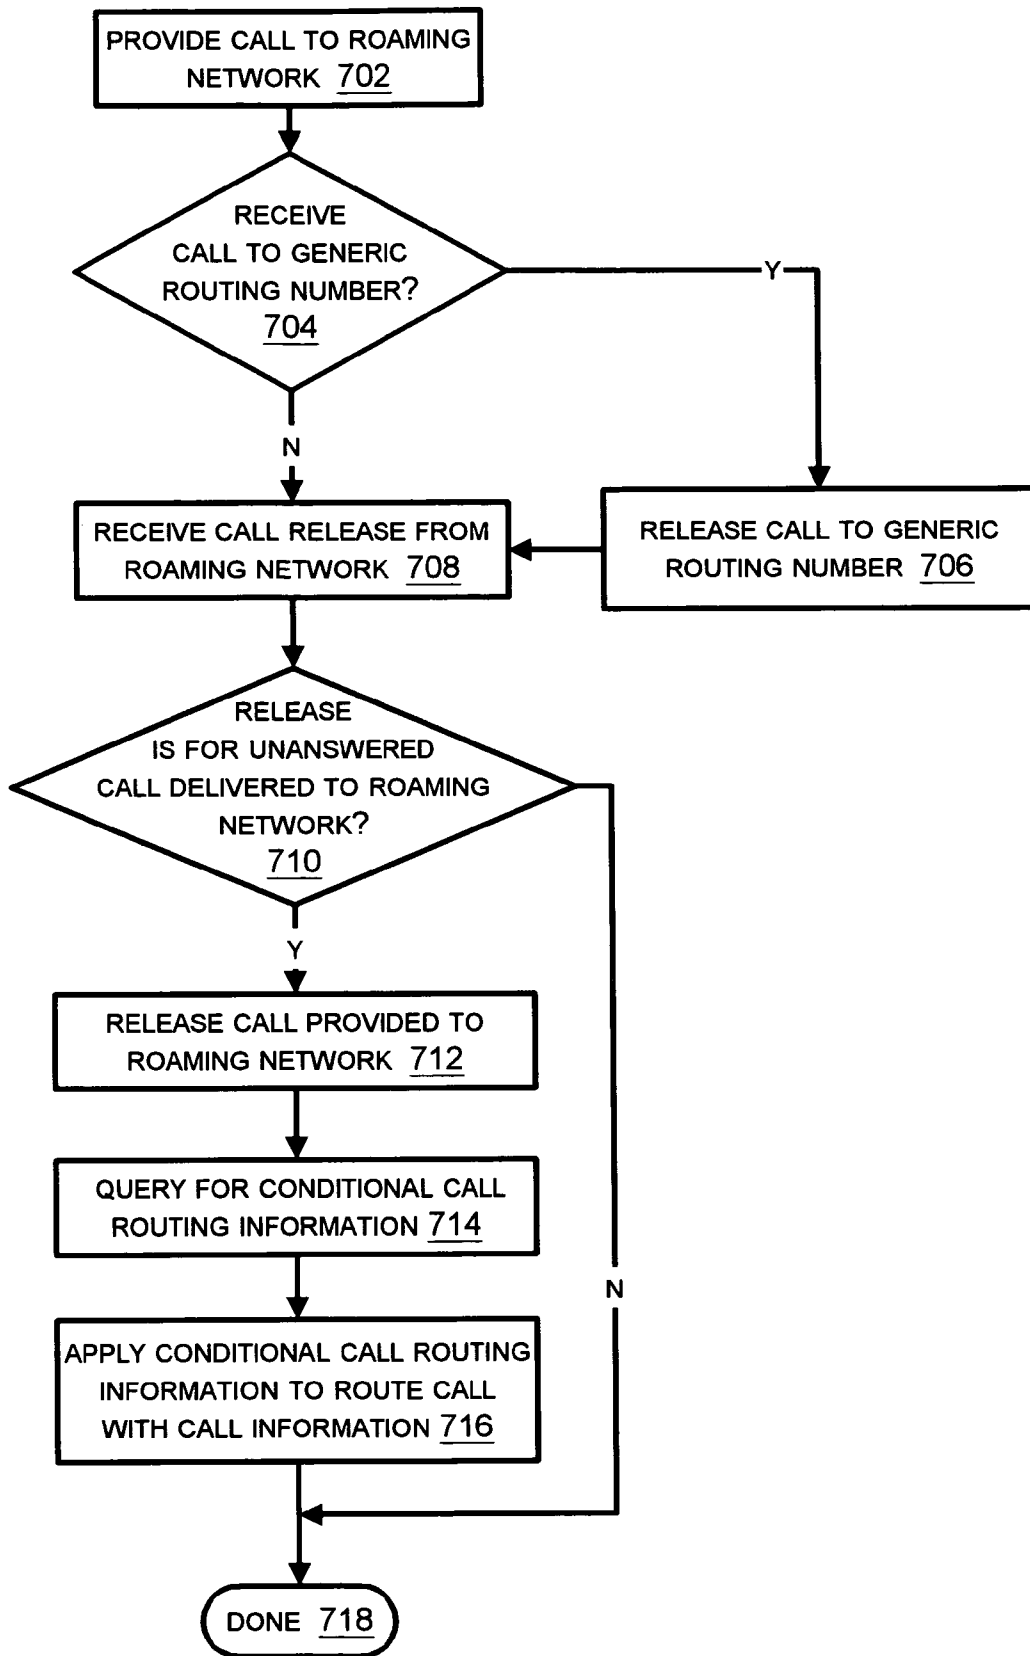 PROVIDE CALL TO ROAMING
NETWORK 702
RECEIVE
CALL TO GENERIC
ROUTING NUMBER?
704
Y
N
RECEIVE CALL RELEASE FROM
ROAMING NETWORK 708
RELEASE CALL TO GENERIC
ROUTING NUMBER 706
RELEASE
IS FOR UNANSWERED
CALL DELIVERED TO ROAMING
NETWORK?
710
Y
RELEASE CALL PROVIDED TO
ROAMING NETWORK 712
QUERY FOR CONDITIONAL CALL
ROUTING INFORMATION 714
N
APPLY CONDITIONAL CALL ROUTING
INFORMATION TO ROUTE CALL
WITH CALL INFORMATION 716
DONE 718